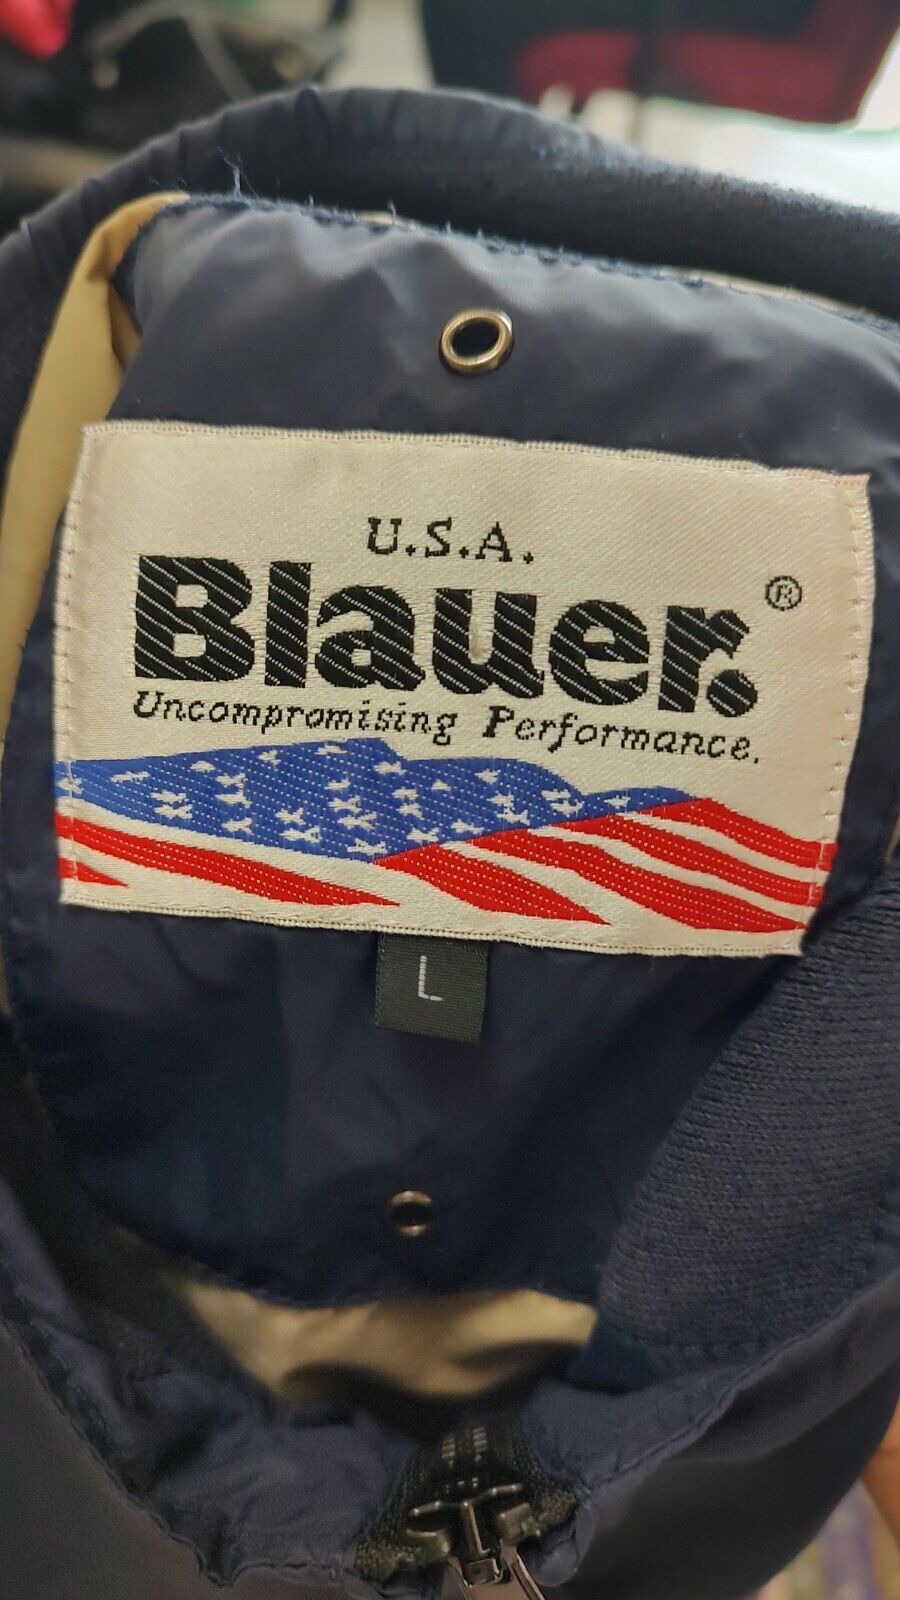 U.S.A.
Blauer.®
Uncompromising Performance.
L